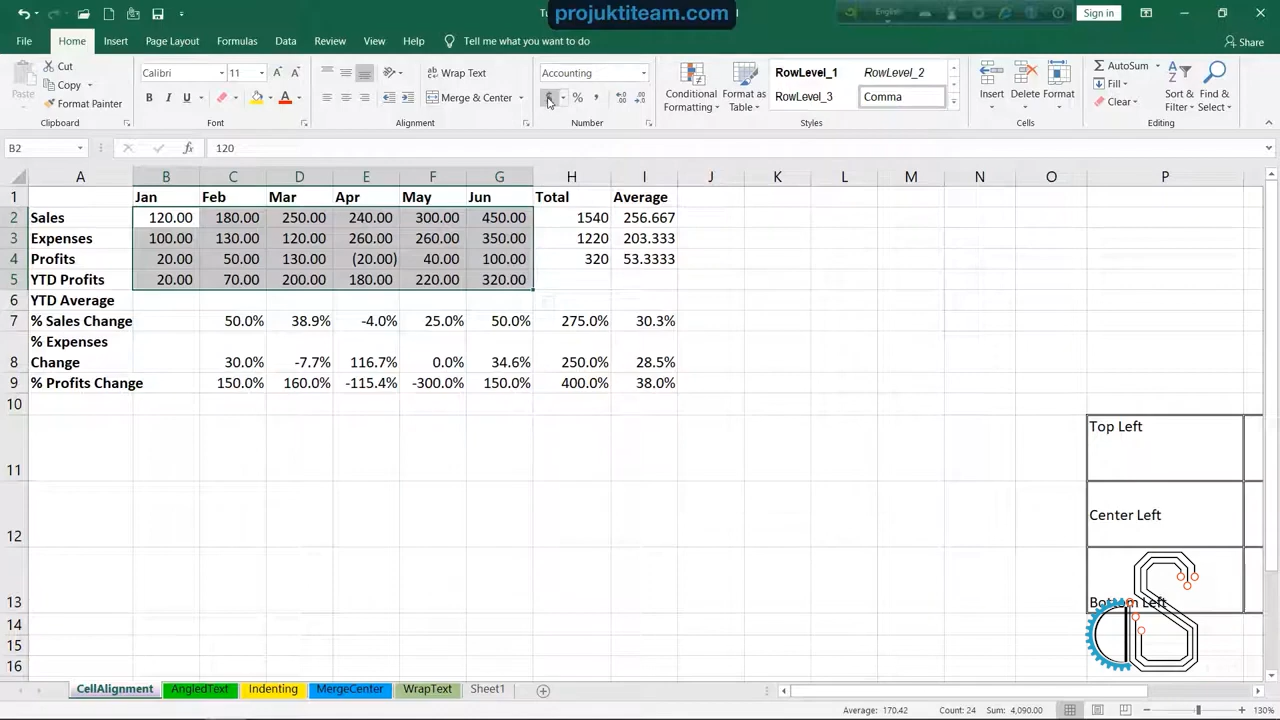 projuktiteam.com
English
Sign in
File Home Insert Page Layout Formulas Data Review View Help Tell me what you want to do Share
Cut
Copy
Format Painter
Paste
Clipboard
Calibri 11
B I U
Font
Wrap Text
Merge & Center
Alignment
Accounting
% ,
Number
Conditional Formatting
Format as Table
RowLevel_1 RowLevel_2
RowLevel_3 Comma
Styles
Insert Delete Format
Cells
AutoSum
Fill
Clear
Sort & Filter
Find & Select
Editing
B2 fx 120
A B C D E F G H I J K L M N O P
1 Jan Feb Mar Apr May Jun Total Average
2 Sales 120.00 180.00 250.00 240.00 300.00 450.00 1540 256.667
3 Expenses 100.00 130.00 120.00 260.00 260.00 350.00 1220 203.333
4 Profits 20.00 50.00 130.00 (20.00) 40.00 100.00 320 53.3333
5 YTD Profits 20.00 70.00 200.00 180.00 220.00 320.00
6 YTD Average
7 % Sales Change 50.0% 38.9% -4.0% 25.0% 50.0% 275.0% 30.3%
% Expenses
8 Change 30.0% -7.7% 116.7% 0.0% 34.6% 250.0% 28.5%
9 % Profits Change 150.0% 160.0% -115.4% -300.0% 150.0% 400.0% 38.0%
10
Top Left
11
Center Left
12
13 Bottom Left
14
15
16
CellAlignment AngledText Indenting MergeCenter WrapText Sheet1
Average: 170.42 Count: 24 Sum: 4,090.00 130%